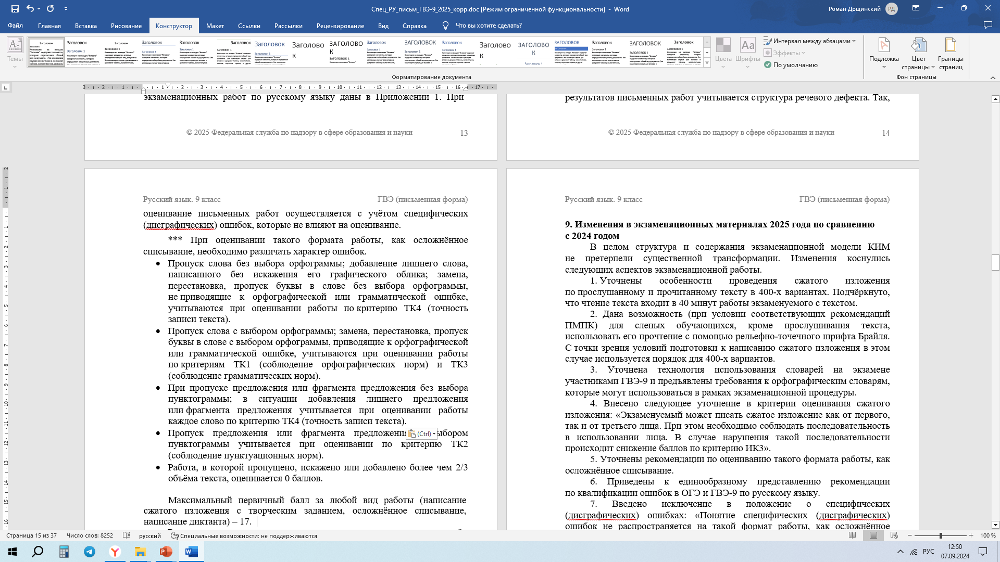 Спец_РУ_письм_ГВЭ-9_2025_корр.doc [Режим ограниченной функциональности] - Word
Роман Дощинский
РД
Файл Главная Вставка Рисование Конструктор Макет Ссылки Рассылки Рецензирование Вид Справка Что вы хотите сделать?
Темы
Цвета
Шрифты
Интервал между абзацами
Эффекты
По умолчанию
Подложка
Цвет страницы
Границы страниц
Форматирование документа
Фон страницы
экзаменационных работ по русскому языку даны в Приложении 1. При
© 2025 Федеральная служба по надзору в сфере образования и науки 13
результатов письменных работ учитывается структура речевого дефекта. Так,
© 2025 Федеральная служба по надзору в сфере образования и науки 14
Русский язык. 9 класс ГВЭ (письменная форма)
оценивание письменных работ осуществляется с учётом специфических
(дисграфических) ошибок, которые не влияют на оценивание.
*** При оценивании такого формата работы, как осложнённое
списывание, необходимо различать характер ошибок.
• Пропуск слова без выбора орфограммы; добавление лишнего слова,
написанного без искажения его графического облика; замена,
перестановка, пропуск буквы в слове без выбора орфограммы,
не приводящие к орфографической или грамматической ошибке,
учитываются при оценивании работы по критерию ТК4 (точность
записи текста).
• Пропуск слова с выбором орфограммы; замена, перестановка, пропуск
буквы в слове с выбором орфограммы, приводящие к орфографической
или грамматической ошибке, учитываются при оценивании работы
по критериям ТК1 (соблюдение орфографических норм) и ТК3
(соблюдение грамматических норм).
• При пропуске предложения или фрагмента предложения без выбора
пунктограммы; в ситуации добавления лишнего предложения
или фрагмента предложения учитывается при оценивании работы
каждое слово по критерию ТК4 (точность записи текста).
• Пропуск предложения или фрагмента предложения (Ctrl) ыбором
пунктограммы учитывается при оценивании по критерию ТК2
(соблюдение пунктуационных норм).
• Работа, в которой пропущено, искажено или добавлено более чем 2/3
объёма текста, оценивается 0 баллов.
Максимальный первичный балл за любой вид работы (написание
сжатого изложения с творческим заданием, осложнённое списывание,
написание диктанта) – 17.
Русский язык. 9 класс ГВЭ (письменная форма)
9. Изменения в экзаменационных материалах 2025 года по сравнению
с 2024 годом
В целом структура и содержания экзаменационной модели КИМ
не претерпели существенной трансформации. Изменения коснулись
следующих аспектов экзаменационной работы.
1. Уточнены особенности проведения сжатого изложения
по прослушанному и прочитанному тексту в 400-х вариантах. Подчёркнуто,
что чтение текста входит в 40 минут работы экзаменуемого с текстом.
2. Дана возможность (при условии соответствующих рекомендаций
ПМПК) для слепых обучающихся, кроме прослушивания текста,
использовать его прочтение с помощью рельефно-точечного шрифта Брайля.
С точки зрения условий подготовки к написанию сжатого изложения в этом
случае используется порядок для 400-х вариантов.
3. Уточнена технология использования словарей на экзамене
участниками ГВЭ-9 и предъявлены требования к орфографическим словарям,
которые могут использоваться в рамках экзаменационной процедуры.
4. Внесено следующее уточнение в критерии оценивания сжатого
изложения: «Экзаменуемый может писать сжатое изложение как от первого,
так и от третьего лица. При этом необходимо соблюдать последовательность
в использовании лица. В случае нарушения такой последовательности
происходит снижение баллов по критерию ИК3».
5. Уточнены рекомендации по оцениванию такого формата работы, как
осложнённое списывание.
6. Приведены к единообразному представлению рекомендации
по квалификации ошибок в ОГЭ и ГВЭ-9 по русскому языку.
7. Введено исключение в положение о специфических
(дисграфических) ошибках: «Понятие специфических (дисграфических)
ошибок не распространяется на такой формат работы, как осложнённое
Страница 15 из 37 Число слов: 8252 русский Специальные возможности: не поддерживаются 100 %
РУС
12:50
07.09.2024